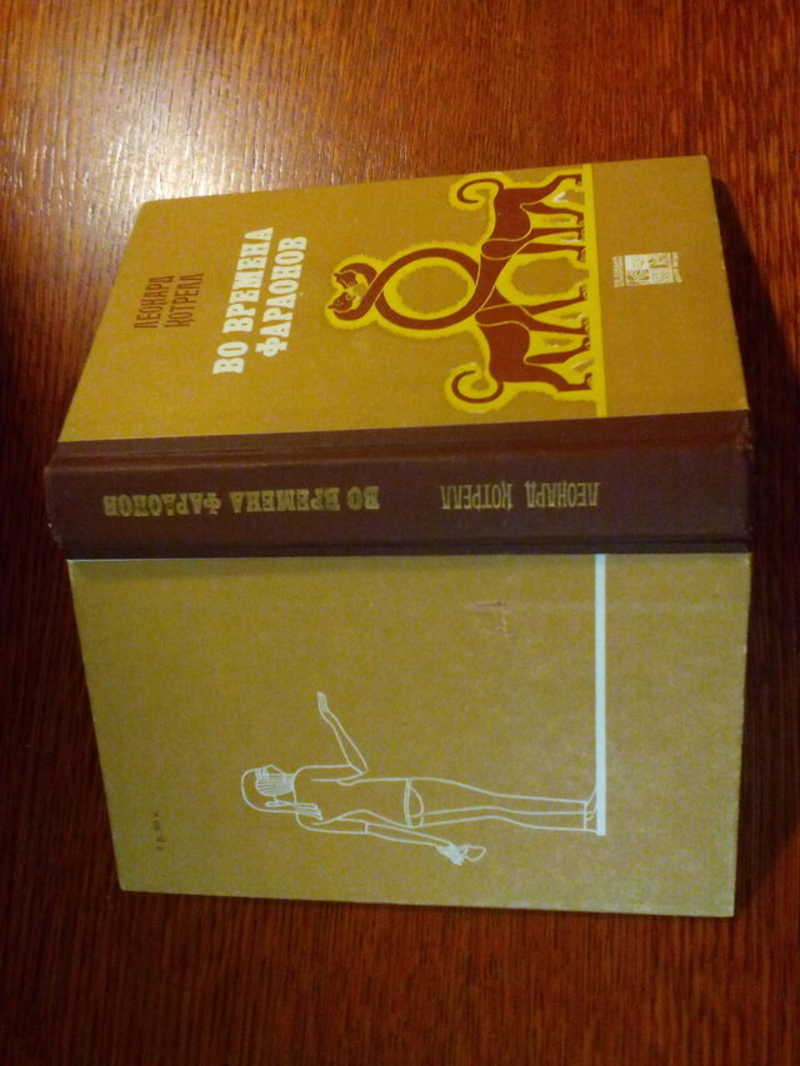 ЛЕОНАРД
КОТРЕЛЛ
ВО ВРЕМЕНА
ФАРАОНОВ
ЛЕОНАРД КОТРЕЛЛ
ВО ВРЕМЕНА ФАРАОНОВ